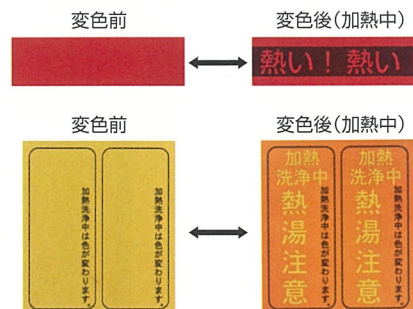 変色前
変色後(加熱中)
熱い！熱い
変色前
変色後(加熱中)
加熱洗浄中は色が変わります。
加熱洗浄中は色が変わります。
加熱
洗浄中
熱湯注意
加熱洗浄中は色が変わります。
加熱
洗浄中
熱湯注意
加熱洗浄中は色が変わります。